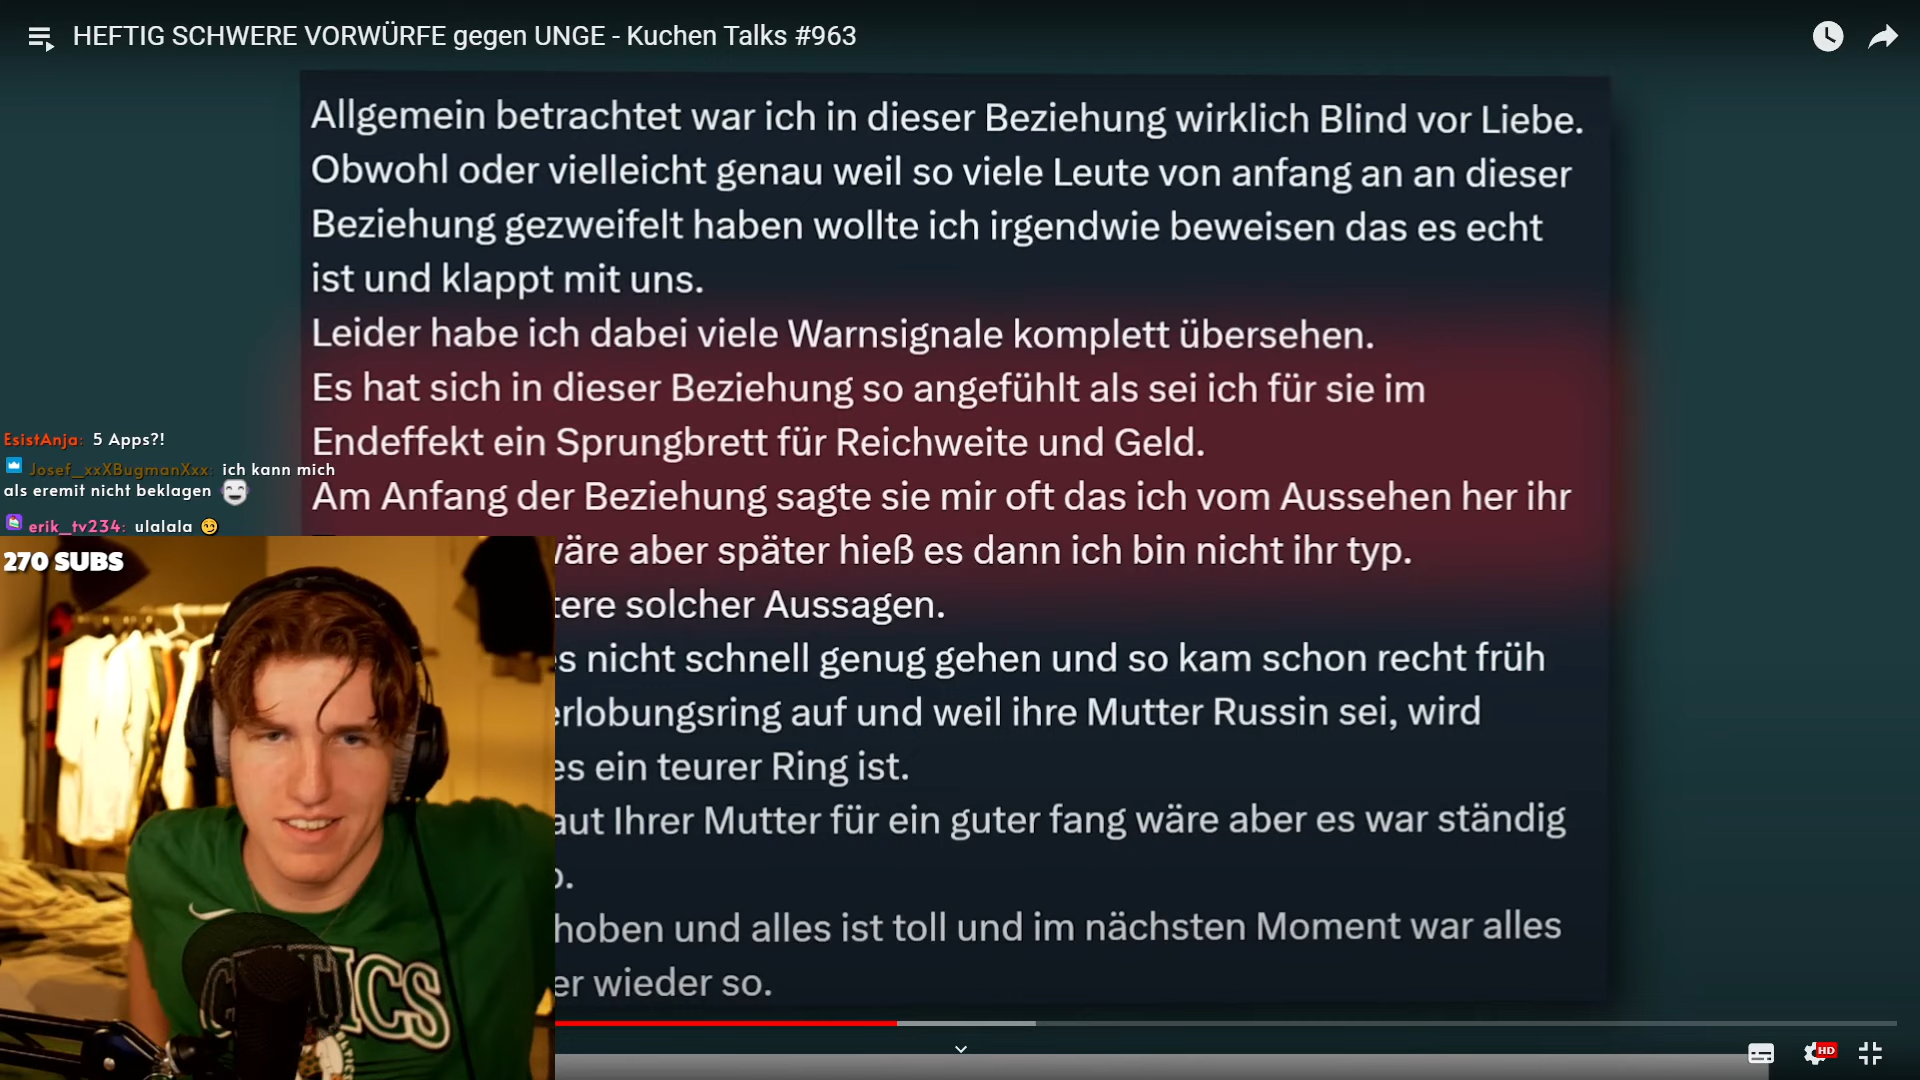 HEFTIG SCHWERE VORWÜRFE gegen UNGE - Kuchen Talks #963
Allgemein betrachtet war ich in dieser Beziehung wirklich Blind vor Liebe.
Obwohl oder vielleicht genau weil so viele Leute von anfang an an dieser
Beziehung gezweifelt haben wollte ich irgendwie beweisen das es echt
ist und klappt mit uns.
Leider habe ich dabei viele Warnsignale komplett übersehen.
Es hat sich in dieser Beziehung so angefühlt als sei ich für sie im
Endeffekt ein Sprungbrett für Reichweite und Geld.
Am Anfang der Beziehung sagte sie mir oft das ich vom Aussehen her ihr
wäre aber später hieß es dann ich bin nicht ihr typ.
tere solcher Aussagen.
es nicht schnell genug gehen und so kam schon recht früh
erlobungsring auf und weil ihre Mutter Russin sei, wird
es ein teurer Ring ist.
aut Ihrer Mutter für ein guter fang wäre aber es war ständig
hoben und alles ist toll und im nächsten Moment war alles
er wieder so.
EsistAnja: 5 Apps?!
Josef_xxXBugmanXxx: ich kann mich
als eremit nicht beklagen
erik_tv234: ulalala
270 SUBS
HD